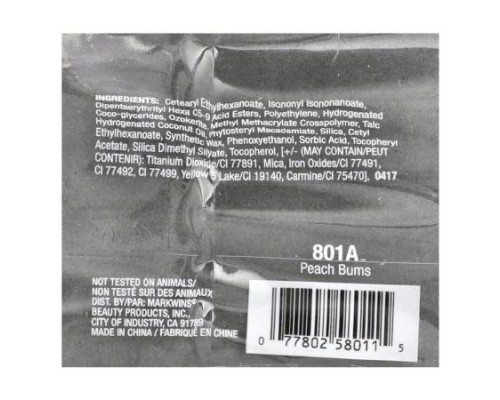 INGREDIENTS: Cetearyl Ethylhexanoate, Isononyl Isononanoate,
Dipentaerythrityl Hexa C5-9 Acid Esters, Polyethylene, Hydrogenated
Coco-glycerides, Ozokerite, Methyl Methacrylate Crosspolymer, Talc
Hydrogenated Coconut Oil, Phytosteryl Macadamiate, Silica, Cetyl
Ethylhexanoate, Synthetic Wax, Phenoxyethanol, Sorbic Acid, Tocopheryl
Acetate, Silica Dimethyl Silyate, Tocopherol, [+/- (MAY CONTAIN/PEUT
CONTENIR): Titanium Dioxide/CI 77891, Mica, Iron Oxides/CI 77491,
CI 77492, CI 77499, Yellow 5 Lake/CI 19140, Carmine/CI 75470]. 0417
801A
Peach Bums
NOT TESTED ON ANIMALS/
NON TESTÉ SUR DES ANIMAUX
DIST. BY/PAR: MARKWINS®
BEAUTY PRODUCTS, INC.,
CITY OF INDUSTRY, CA 91789
MADE IN CHINA / FABRIQUÉ EN CHINE
0 77802 58011 5